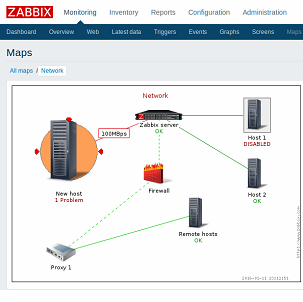 ZABBIX Monitoring Inventory Reports Configuration Administration
Dashboard Overview Web Latest data Triggers Events Graphs Screens Maps
Maps
All maps / Network
Network
100MBps
Zabbix server
OK
Host 1
DISABLED
New host
1 Problem
Firewall
Host 2
OK
Remote hosts
OK
Proxy 1